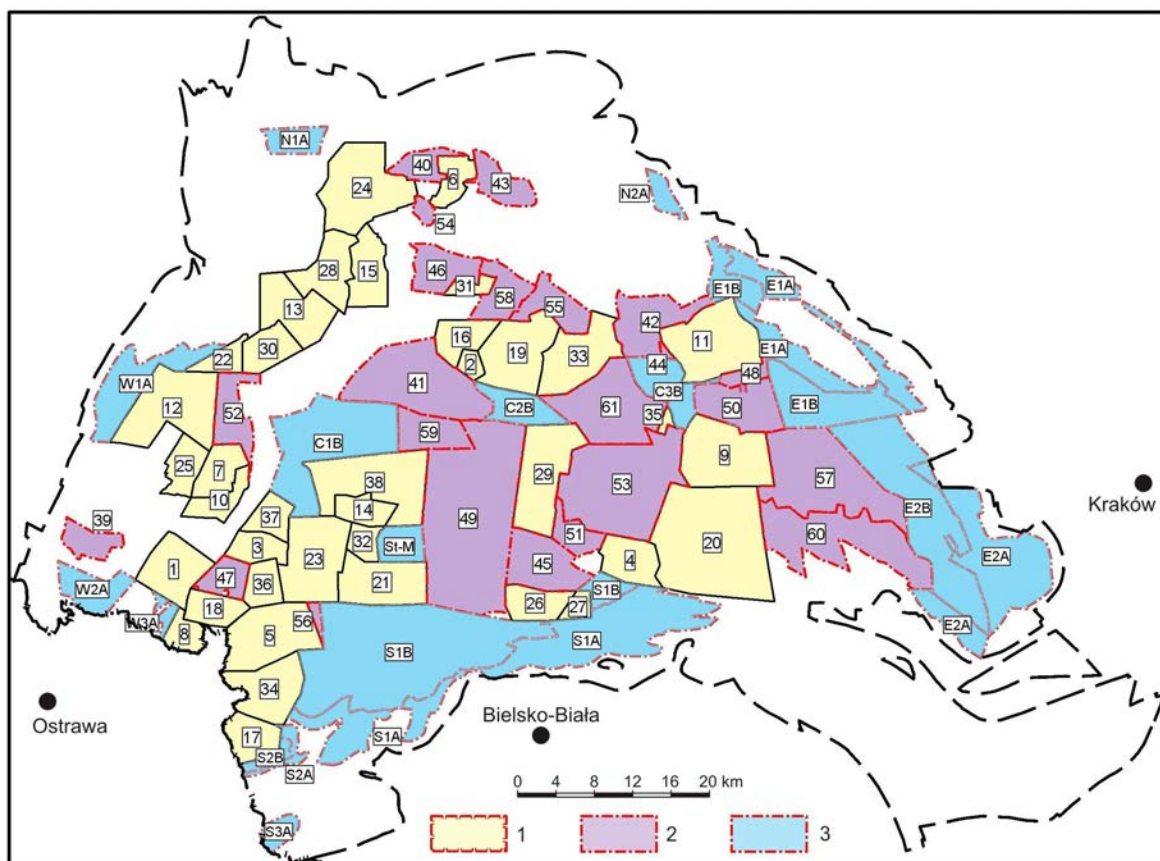 N1A
40
6
43
24
N2A
54
46
28
15
31
58
55
E1B
E1A
13
42
16
19
33
11
30
22
2
44
E1A
W1A
41
48
C3B
12
52
C2B
61
50
E1B
35
59
C1B
25
7
29
9
38
53
57
Kraków
10
14
37
49
E2B
39
32
51
20
60
3
St-M
E2A
1
23
45
4
47
36
21
W2A
S1B
18
26
27
W3A
56
E2A
8
5
S1A
S1B
34
Ostrawa
Bielsko-Biała
17
S1A
S2B
S2A
0 4 8 12 16 20 km
S3A
1 2 3